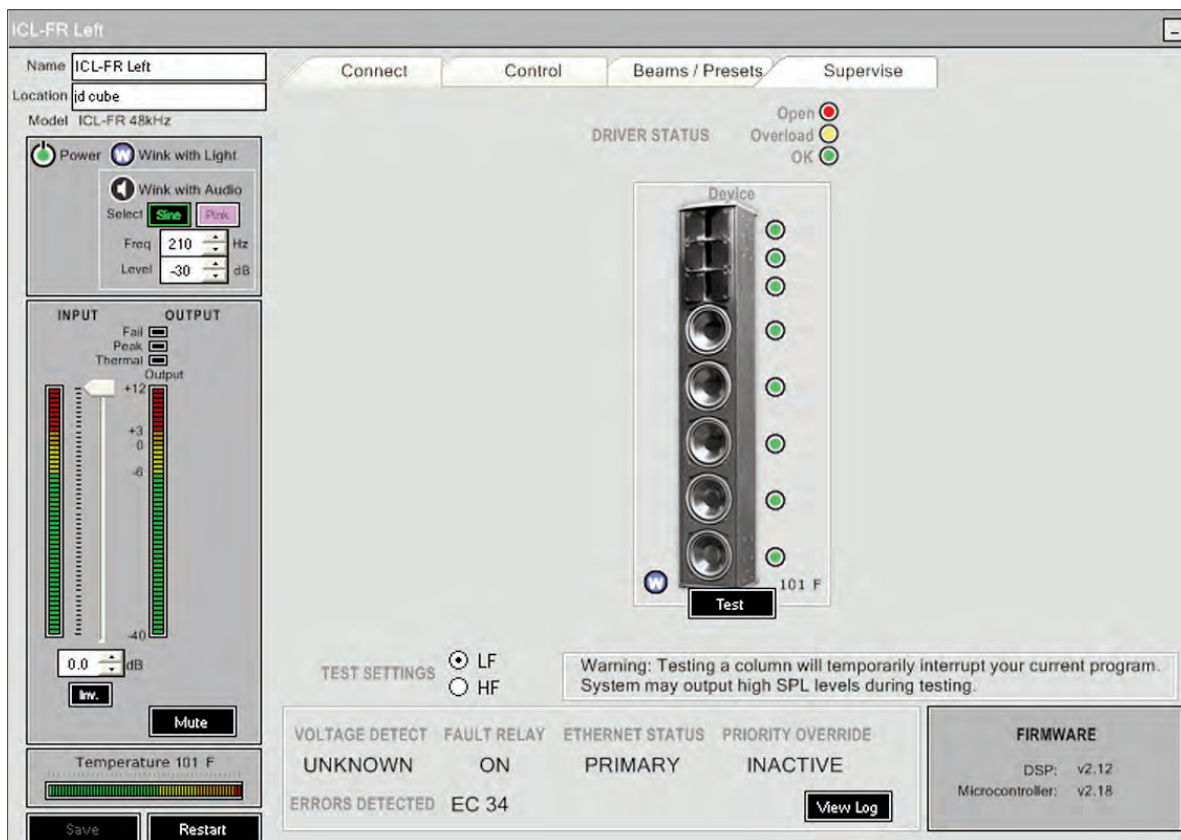 ICL-FR Left
Name ICL-FR Left
Location jd cube
Model ICL-FR 48kHz
Power W Wink with Light
Wink with Audio
Select Sine Pink
Freq 210 Hz
Level -30 dB
INPUT OUTPUT
Fail
Peak
Thermal
Output
+12
+3
0
-6
-40
0.0 dB
Inv.
Mute
Temperature 101 F
Save Restart
Connect Control Beams / Presets Supervise
DRIVER STATUS
Open
Overload
OK
Device
W 101 F
Test
TEST SETTINGS
LF
HF
Warning: Testing a column will temporarily interrupt your current program.
System may output high SPL levels during testing.
VOLTAGE DETECT FAULT RELAY ETHERNET STATUS PRIORITY OVERRIDE
UNKNOWN ON PRIMARY INACTIVE
ERRORS DETECTED EC 34
View Log
FIRMWARE
DSP: v2.12
Microcontroller: v2.18